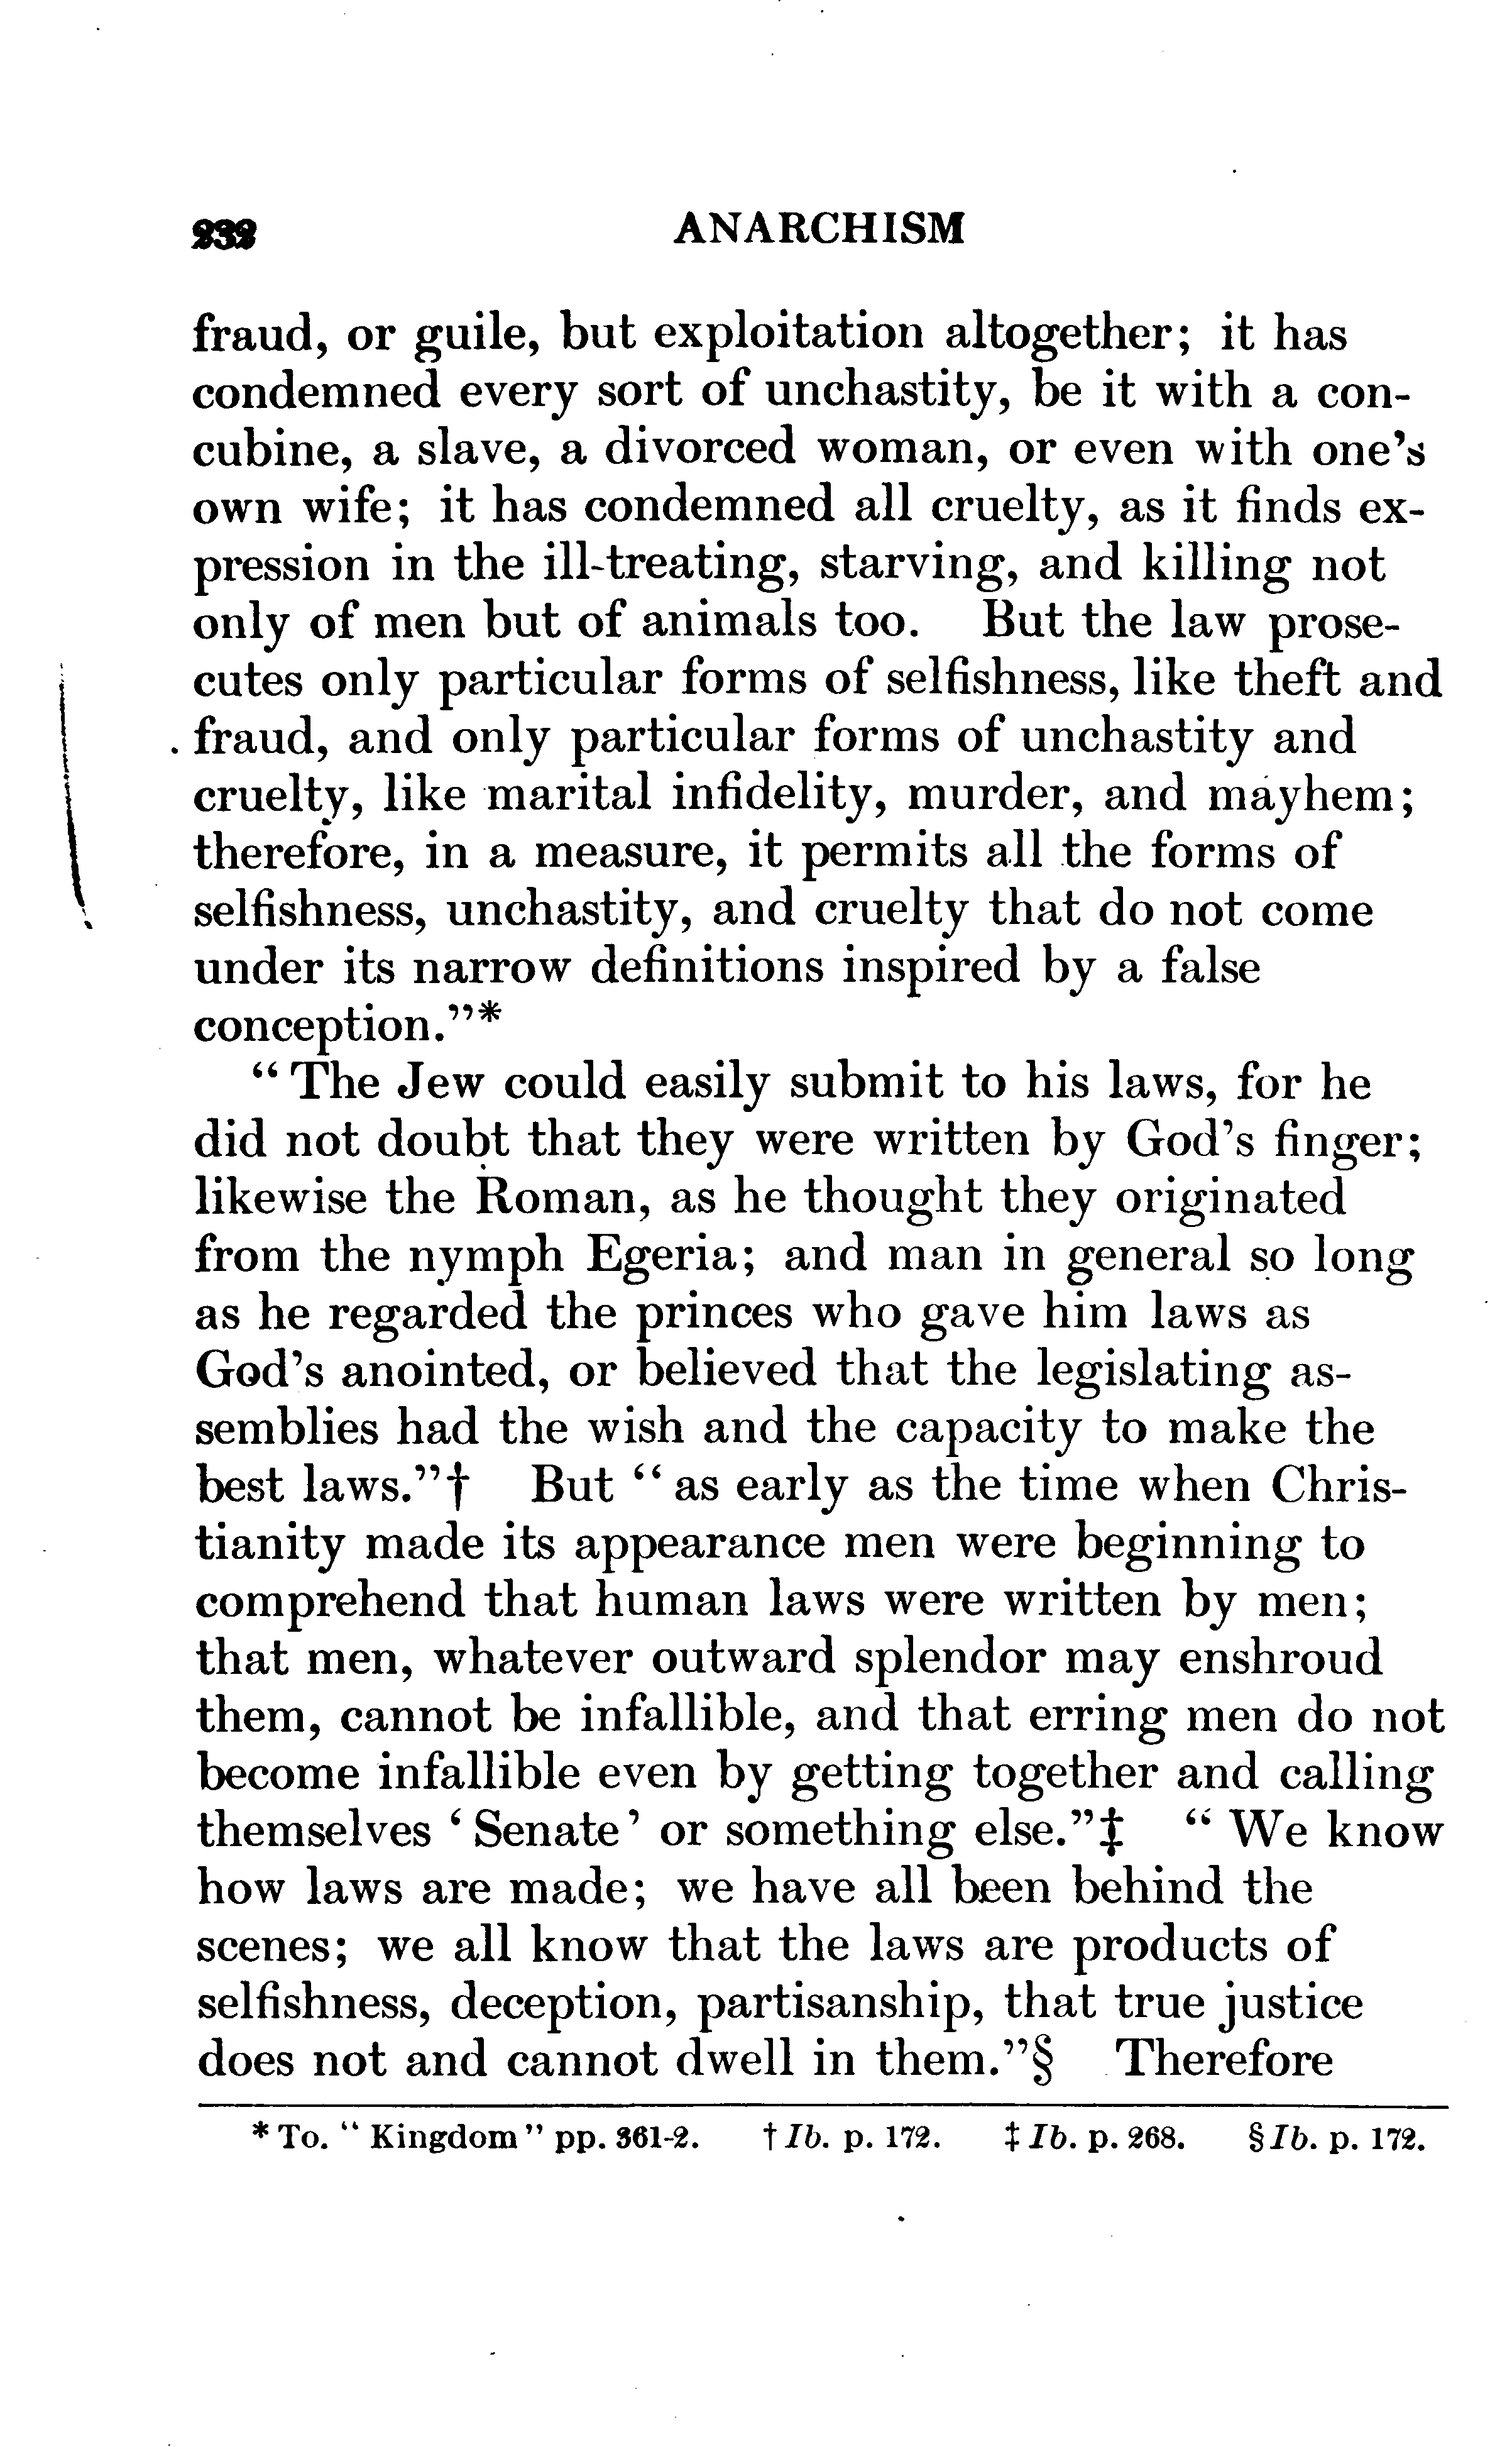 232 ANARCHISM
fraud, or guile, but exploitation altogether; it has
condemned every sort of unchastity, be it with a con-
cubine, a slave, a divorced woman, or even with one's
own wife; it has condemned all cruelty, as it finds ex-
pression in the ill-treating, starving, and killing not
only of men but of animals too. But the law prose-
cutes only particular forms of selfishness, like theft and
fraud, and only particular forms of unchastity and
cruelty, like marital infidelity, murder, and mayhem;
therefore, in a measure, it permits all the forms of
selfishness, unchastity, and cruelty that do not come
under its narrow definitions inspired by a false
conception."*
" The Jew could easily submit to his laws, for he
did not doubt that they were written by God's finger;
likewise the Roman, as he thought they originated
from the nymph Egeria; and man in general so long
as he regarded the princes who gave him laws as
God's anointed, or believed that the legislating as-
semblies had the wish and the capacity to make the
best laws."† But " as early as the time when Chris-
tianity made its appearance men were beginning to
comprehend that human laws were written by men;
that men, whatever outward splendor may enshroud
them, cannot be infallible, and that erring men do not
become infallible even by getting together and calling
themselves ' Senate' or something else."‡ " We know
how laws are made; we have all been behind the
scenes; we all know that the laws are products of
selfishness, deception, partisanship, that true justice
does not and cannot dwell in them."§ Therefore
* To. " Kingdom" pp. 361-2. † Ib. p. 172. ‡ Ib. p. 268. § Ib. p. 172.